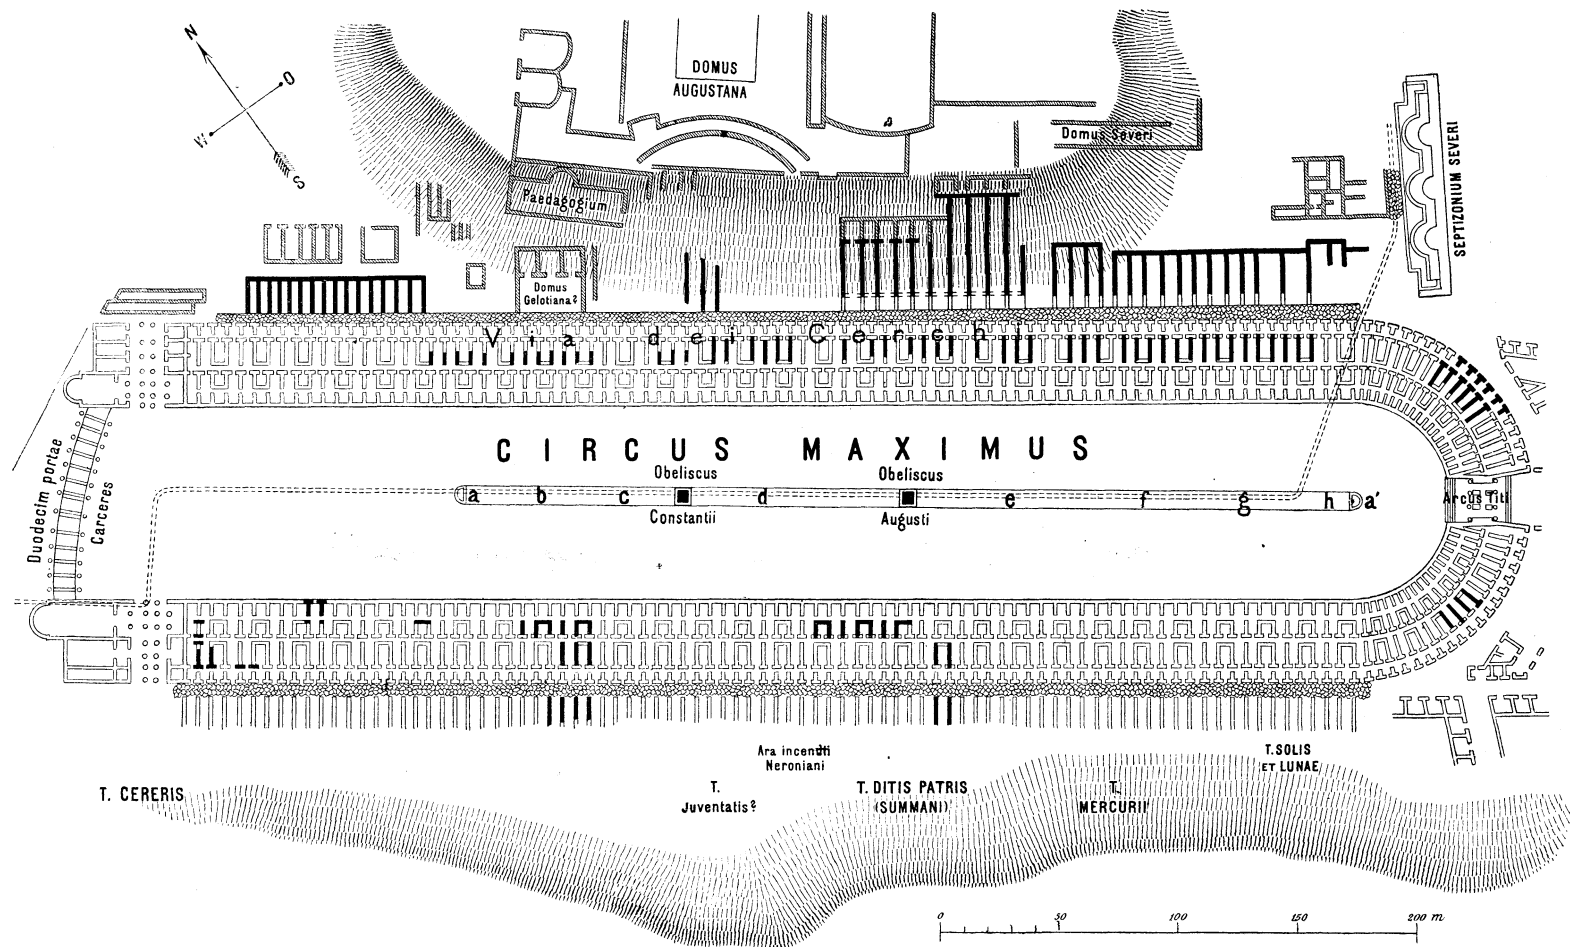 N
O
W
S
DOMUS
AUGUSTANA
Domus Severi
Paedagogium
SEPTIZONIUM SEVERI
Domus
Gelotiana?
Via dei Cerchi
Duodecim portae
Carceres
CIRCUS MAXIMUS
Obeliscus
Constantii
Obeliscus
Augusti
a b c d e f g h a'
Arcus Titi
Ara incendii
Neroniani
T. SOLIS
ET LUNAE
T. CERERIS
T.
Juventatis?
T. DITIS PATRIS
(SUMMANI)
T.
MERCURII
0 50 100 150 200 m